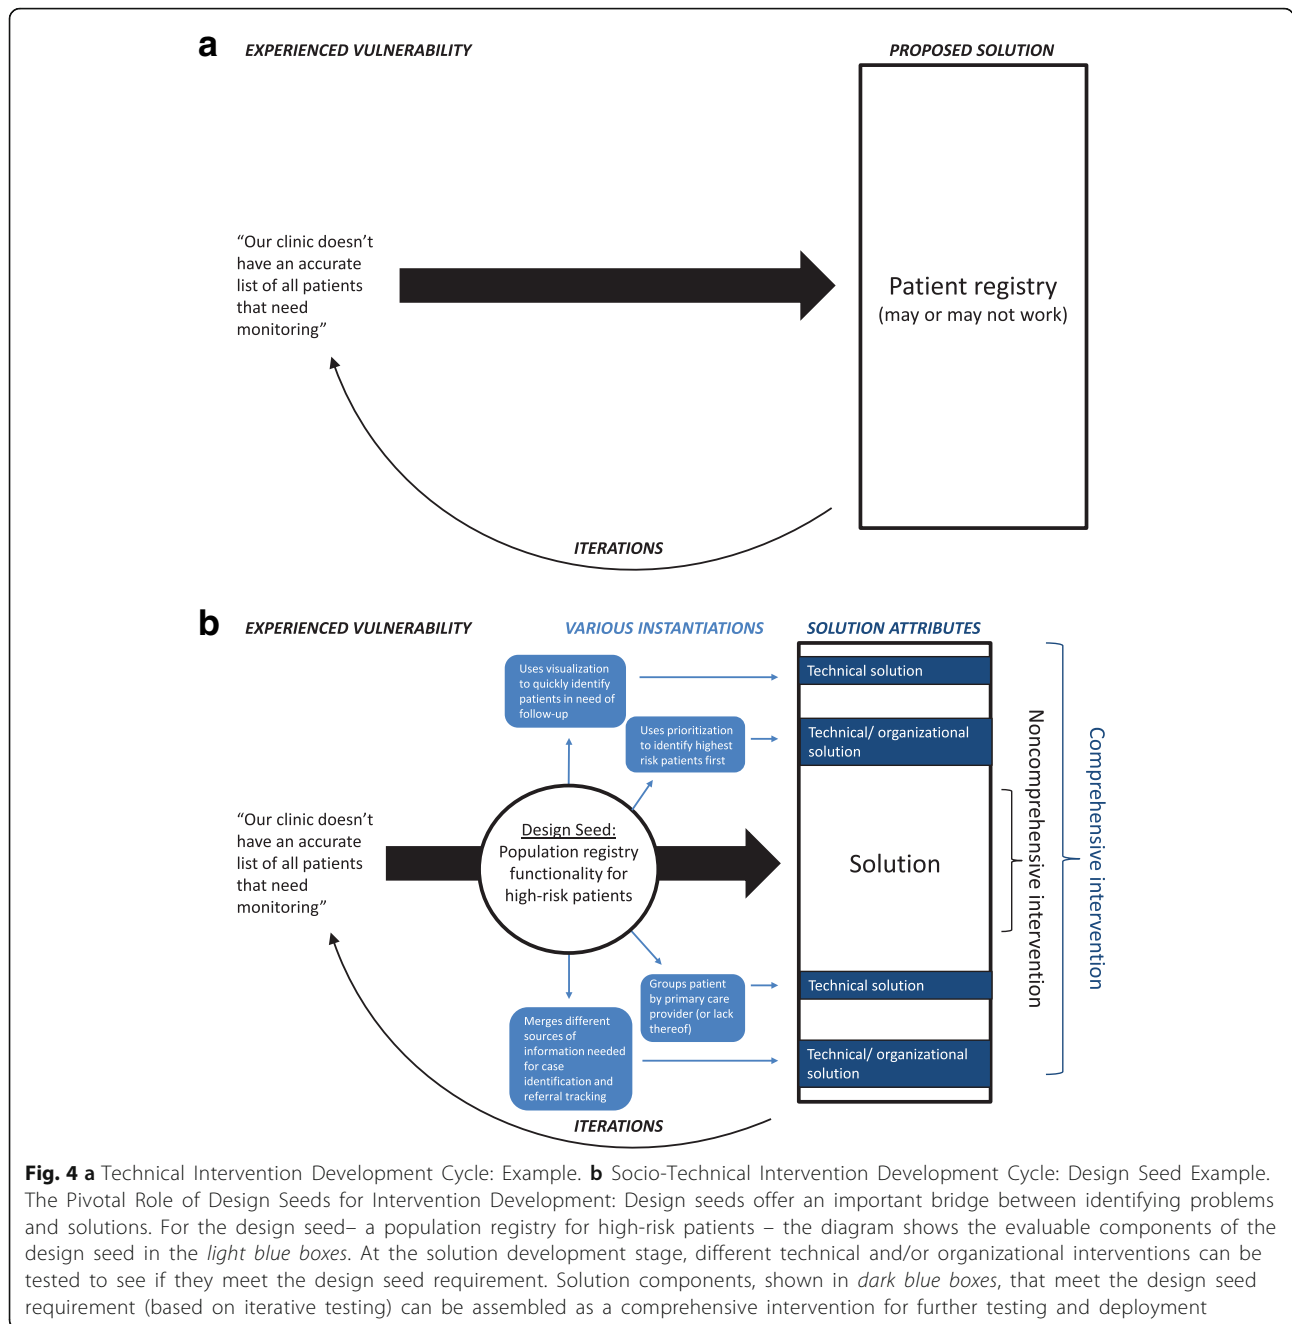 a
EXPERIENCED VULNERABILITY
PROPOSED SOLUTION
“Our clinic doesn’t
have an accurate
list of all patients
that need
monitoring”
Patient registry
(may or may not work)
ITERATIONS
b
EXPERIENCED VULNERABILITY
VARIOUS INSTANTIATIONS
SOLUTION ATTRIBUTES
Uses visualization
to quickly identify
patients in need of
follow-up
Technical solution
Uses prioritization
to identify highest
risk patients first
Technical/ organizational
solution
“Our clinic doesn’t
have an accurate
list of all patients
that need
monitoring”
Design Seed:
Population registry
functionality for
high-risk patients
Solution
Noncomprehensive intervention
Comprehensive intervention
Groups patient
by primary care
provider (or lack
thereof)
Technical solution
Merges different
sources of
information needed
for case
identification and
referral tracking
Technical/ organizational
solution
ITERATIONS
Fig. 4 a Technical Intervention Development Cycle: Example. b Socio-Technical Intervention Development Cycle: Design Seed Example.
The Pivotal Role of Design Seeds for Intervention Development: Design seeds offer an important bridge between identifying problems
and solutions. For the design seed– a population registry for high-risk patients – the diagram shows the evaluable components of the
design seed in the light blue boxes. At the solution development stage, different technical and/or organizational interventions can be
tested to see if they meet the design seed requirement. Solution components, shown in dark blue boxes, that meet the design seed
requirement (based on iterative testing) can be assembled as a comprehensive intervention for further testing and deployment